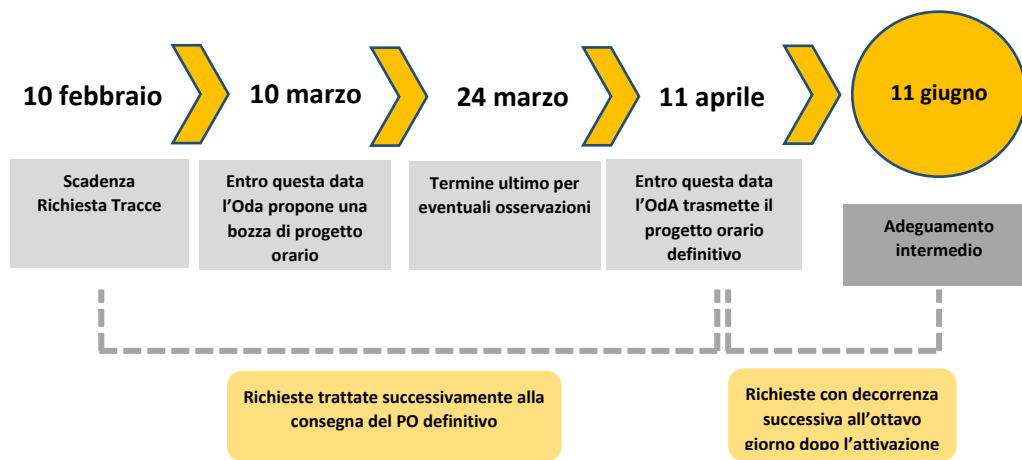 10 febbraio
10 marzo
24 marzo
11 aprile
11 giugno
Scadenza
Richiesta Tracce
Entro questa data
l’Oda propone una
bozza di progetto
orario
Termine ultimo per
eventuali osservazioni
Entro questa data
l’OdA trasmette il
progetto orario
definitivo
Adeguamento
intermedio
Richieste trattate successivamente alla
consegna del PO definitivo
Richieste con decorrenza
successiva all’ottavo
giorno dopo l’attivazione